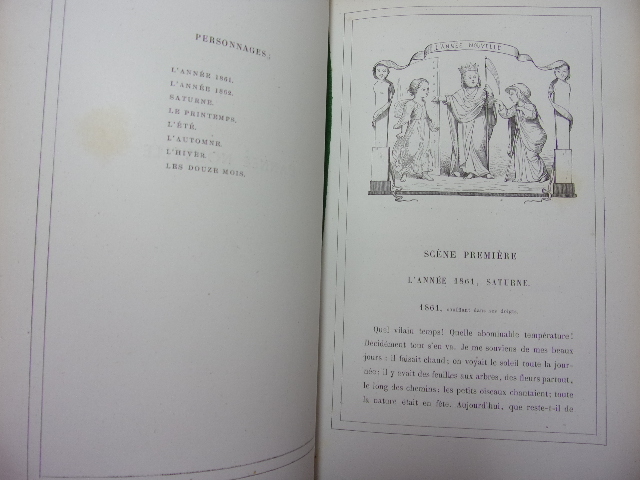 PERSONNAGES:
L'ANNÉE 1861.
L'ANNÉE 1862.
SATURNE.
LE PRINTEMPS.
L'ÉTÉ.
L'AUTOMNE.
L'HIVER.
LES DOUZE MOIS.
L'ANNÉE NOUVELLE
SCÈNE PREMIÈRE
L'ANNÉE 1861, SATURNE.
1861, soufflant dans ses doigts.
Quel vilain temps! Quelle abominable température!
Décidément tout s'en va. Je me souviens de mes beaux
jours: il faisait chaud; on voyait le soleil toute la jour-
née; il y avait des feuilles aux arbres, des fleurs partout,
le long des chemins; les petits oiseaux chantaient; toute
la nature était en fête. Aujourd'hui, que reste-t-il de